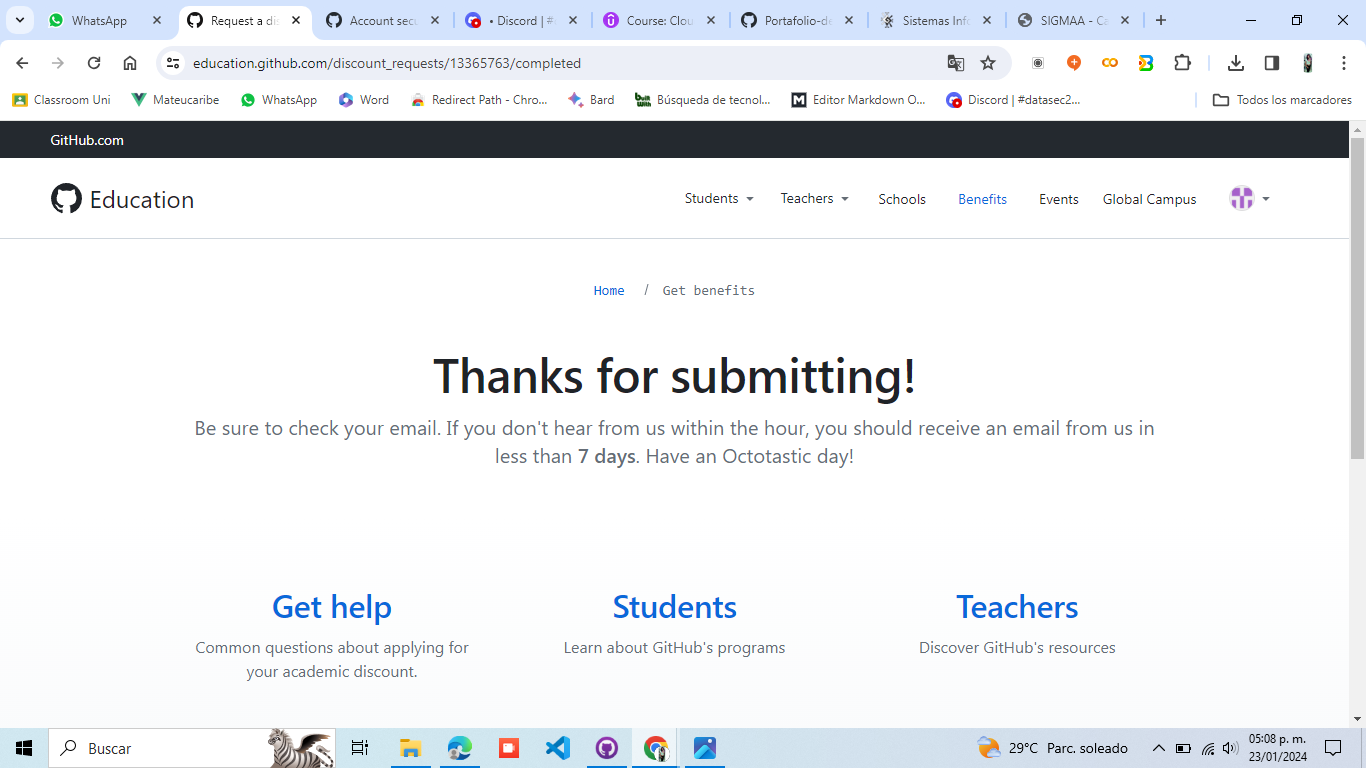 WhatsApp
Request a dis
Account secu
• Discord | #
Course: Clou
Portafolio-de
Sistemas Info
SIGMAA - Ca
education.github.com/discount_requests/13365763/completed
Classroom Uni
Mateucaribe
WhatsApp
Word
Redirect Path - Chro...
Bard
Búsqueda de tecnol...
Editor Markdown O...
Discord | #datasec2...
Todos los marcadores
GitHub.com
Education
Students
Teachers
Schools
Benefits
Events
Global Campus
Home / Get benefits
Thanks for submitting!
Be sure to check your email. If you don't hear from us within the hour, you should receive an email from us in
less than 7 days. Have an Octotastic day!
Get help
Common questions about applying for
your academic discount.
Students
Learn about GitHub's programs
Teachers
Discover GitHub's resources
Buscar
29°C Parc. soleado
05:08 p. m.
23/01/2024